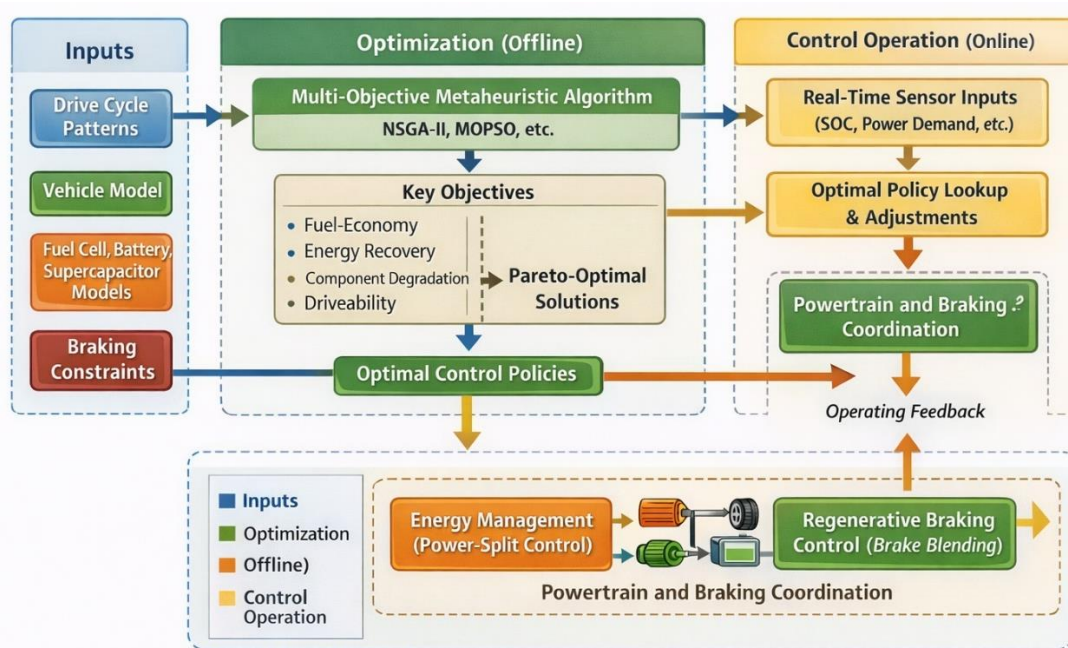 Inputs
Drive Cycle
Patterns
Vehicle Model
Fuel Cell, Battery,
Supercapacitor
Models
Braking
Constraints
Optimization (Offline)
Multi-Objective Metaheuristic Algorithm
NSGA-II, MOPSO, etc.
Key Objectives
• Fuel-Economy
• Energy Recovery
• Component Degradation
• Driveability
Pareto-Optimal
Solutions
Optimal Control Policies
Control Operation (Online)
Real-Time Sensor Inputs
(SOC, Power Demand, etc.)
Optimal Policy Lookup
& Adjustments
Powertrain and Braking ?
Coordination
Operating Feedback
Inputs
Optimization
Offline)
Control
Operation
Energy Management
(Power-Split Control)
Regenerative Braking
Control (Brake Blending)
Powertrain and Braking Coordination